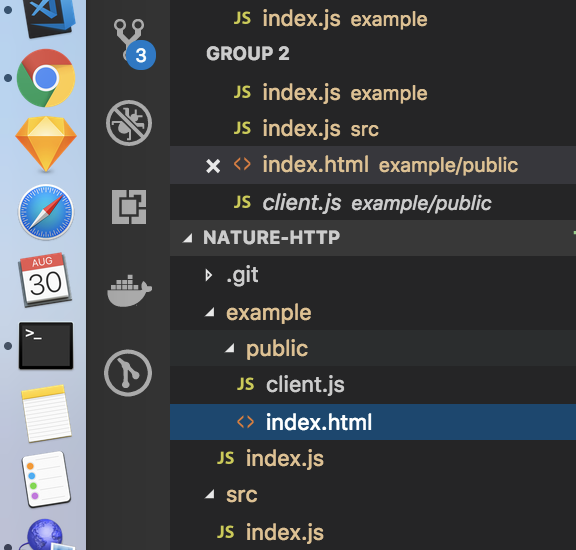 index.js example
3
GROUP 2
JS index.js example
JS index.js src
<> index.html example/public
JS client.js example/public
NATURE-HTTP
.git
AUG
30
example
>_
public
JS client.js
<> index.html
JS index.js
src
JS index.js